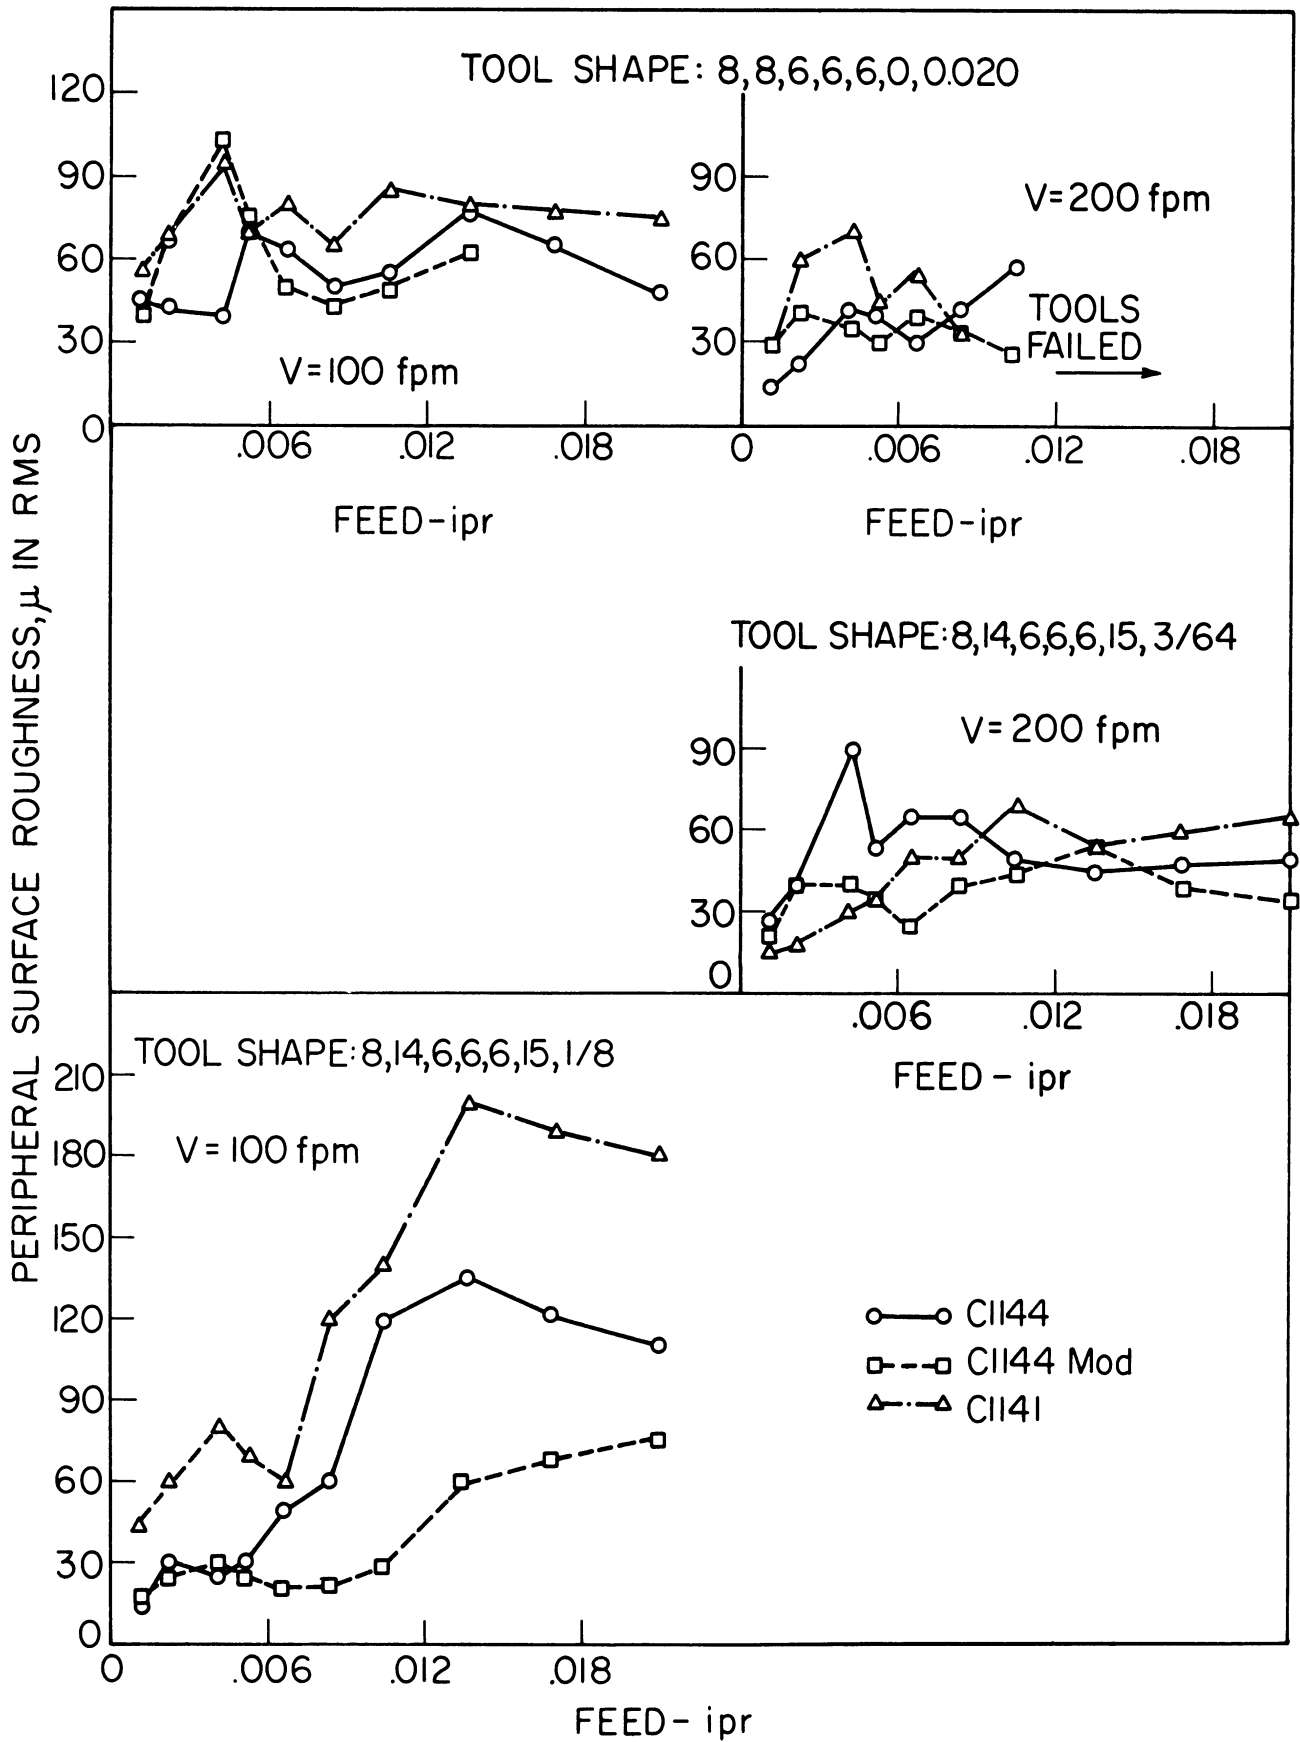 TOOL SHAPE: 8,8,6,6,6,0,0.020
120
90
60
30
0
V=100 fpm
.006
.012
.018
FEED-ipr
90
60
30
V=200 fpm
TOOLS
FAILED
0
.006
.012
.018
FEED-ipr
PERIPHERAL SURFACE ROUGHNESS, μ IN RMS
TOOL SHAPE:8,14,6,6,6,15,3/64
V=200 fpm
90
60
30
0
.006
.012
.018
FEED- ipr
TOOL SHAPE:8,14,6,6,6,15,1/8
210
V=100 fpm
180
150
120
90
60
30
0
0
.006
.012
.018
FEED- ipr
C1144
C1144 Mod
C1141